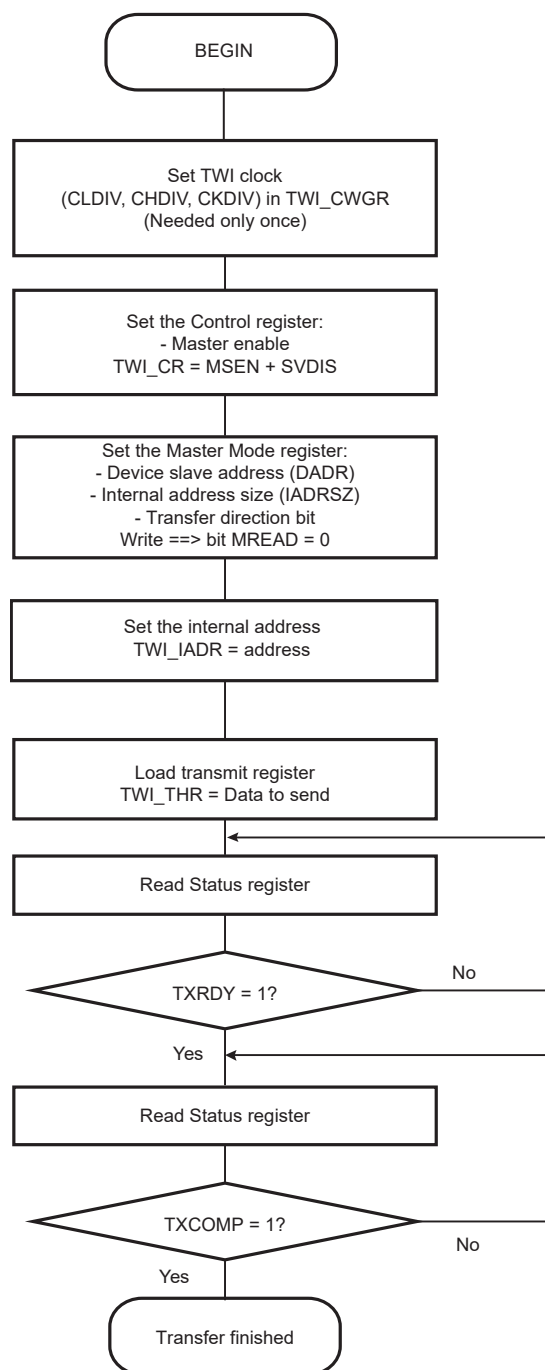 BEGIN
Set TWI clock
(CLDIV, CHDIV, CKDIV) in TWI_CWGR
(Needed only once)
Set the Control register:
- Master enable
TWI_CR = MSEN + SVDIS
Set the Master Mode register:
- Device slave address (DADR)
- Internal address size (IADRSZ)
- Transfer direction bit
Write ==> bit MREAD = 0
Set the internal address
TWI_IADR = address
Load transmit register
TWI_THR = Data to send
Read Status register
TXRDY = 1?
No
Yes
Read Status register
TXCOMP = 1?
No
Yes
Transfer finished